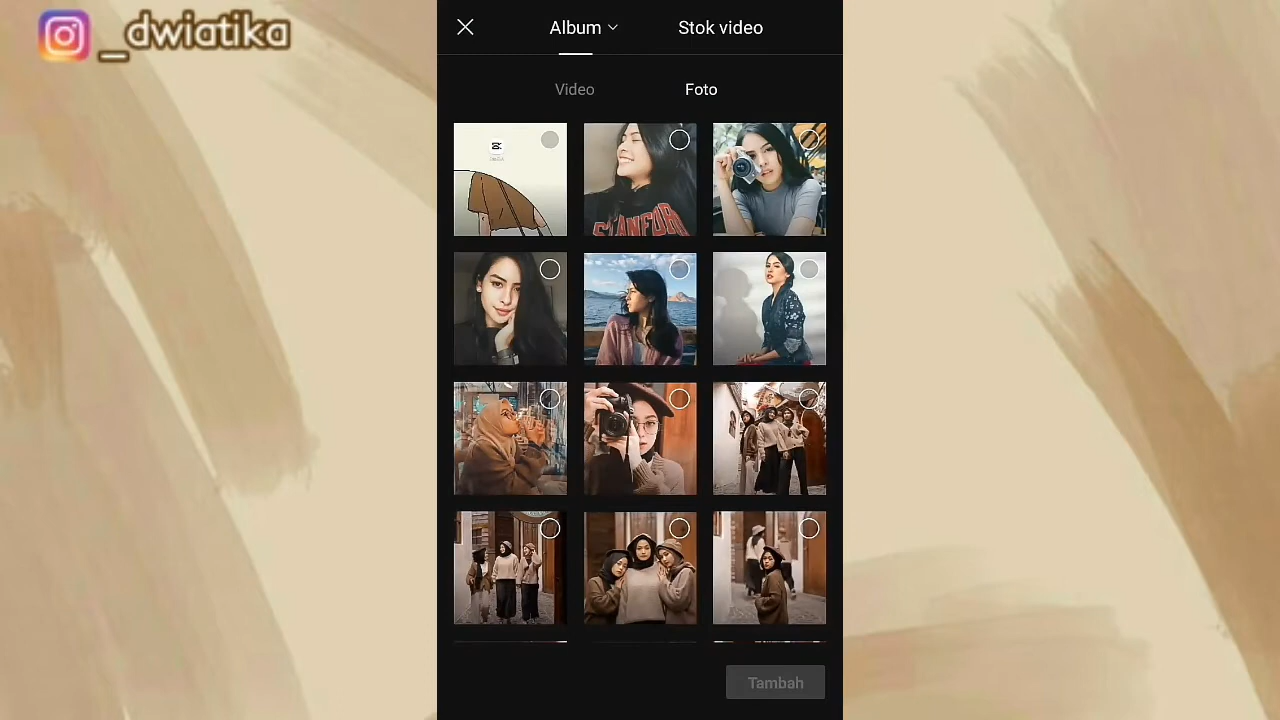 _dwiatika
Album
Stok video
Video
Foto
STANFORD
Tambah